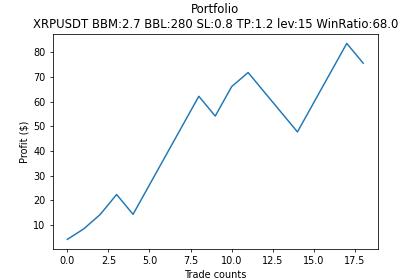 Portfolio
XRPUSDT BBM:2.7 BBL:280 SL:0.8 TP:1.2 lev:15 WinRatio:68.0
80
70
60
50
40
30
20
10
Profit ($)
0.0 2.5 5.0 7.5 10.0 12.5 15.0 17.5
Trade counts